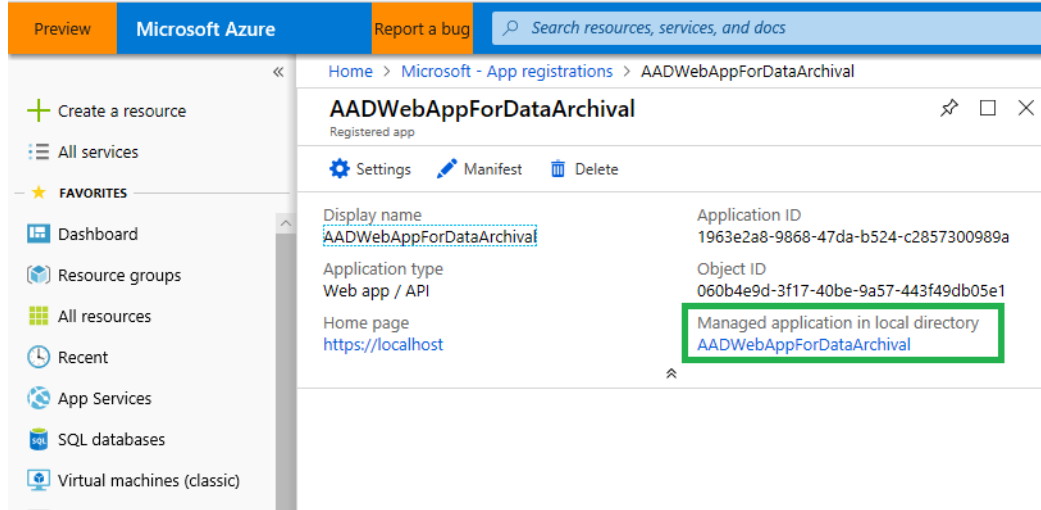 Preview
Microsoft Azure
Report a bug
Search resources, services, and docs
Home > Microsoft - App registrations > AADWebAppForDataArchival
Create a resource
All services
FAVORITES
Dashboard
Resource groups
All resources
Recent
App Services
SQL databases
Virtual machines (classic)
AADWebAppForDataArchival
Registered app
Settings Manifest Delete
Display name
AADWebAppForDataArchival
Application type
Web app / API
Home page
https://localhost
Application ID
1963e2a8-9868-47da-b524-c2857300989a
Object ID
060b4e9d-3f17-40be-9a57-443f49db05e1
Managed application in local directory
AADWebAppForDataArchival